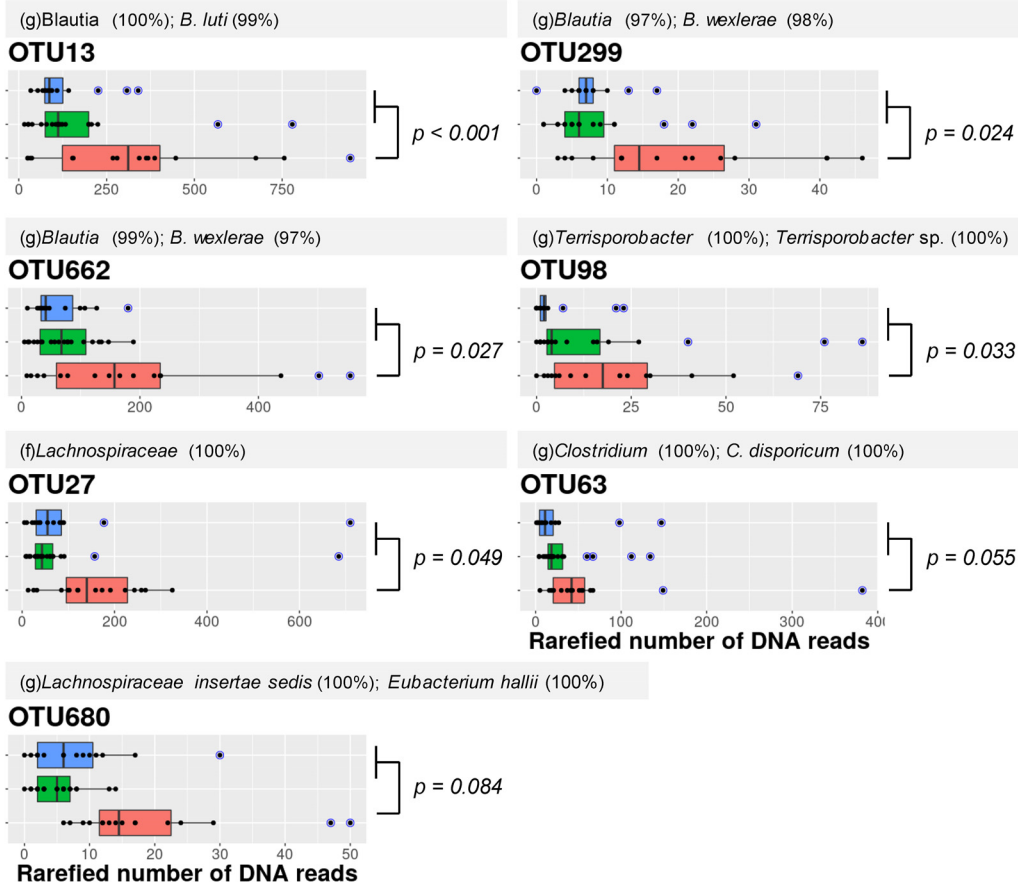 (g)Blautia (100%); B. luti (99%)
OTU13
p < 0.001
0 250 500 750
(g)Blautia (97%); B. wexlerae (98%)
OTU299
p = 0.024
0 10 20 30 40
(g)Blautia (99%); B. wexlerae (97%)
OTU662
p = 0.027
0 200 400
(g)Terrisporobacter (100%); Terrisporobacter sp. (100%)
OTU98
p = 0.033
0 25 50 75
(f)Lachnospiraceae (100%)
OTU27
p = 0.049
0 200 400 600
(g)Clostridium (100%); C. disporicum (100%)
OTU63
p = 0.055
0 100 200 300 400
Rarefied number of DNA reads
(g)Lachnospiraceae insertae sedis (100%); Eubacterium hallii (100%)
OTU680
p = 0.084
0 10 20 30 40 50
Rarefied number of DNA reads